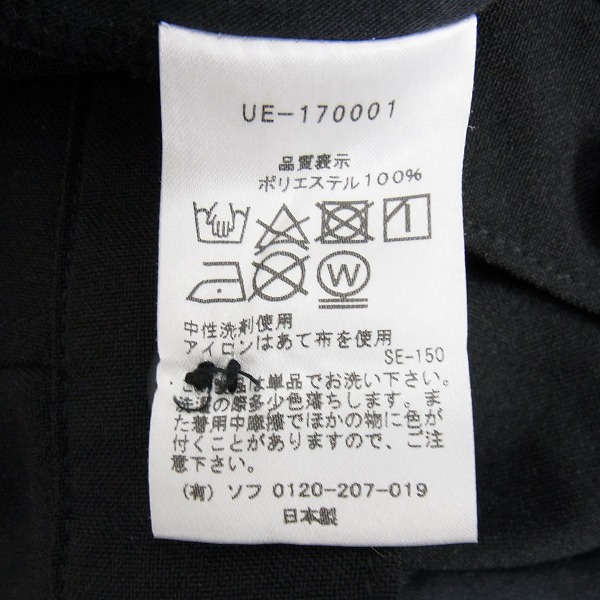 UE-170001
品質表示
ポリエステル100%
W
中性洗剤使用
アイロンはあて布を使用
SE-150
は単品でお洗い下さい。
洗濯の際多少色落ちします。ま
た着用中摩擦でほかの物に色が
付くことがありますので、ご注
意下さい。
(有) ソフ 0120-207-019
日本製